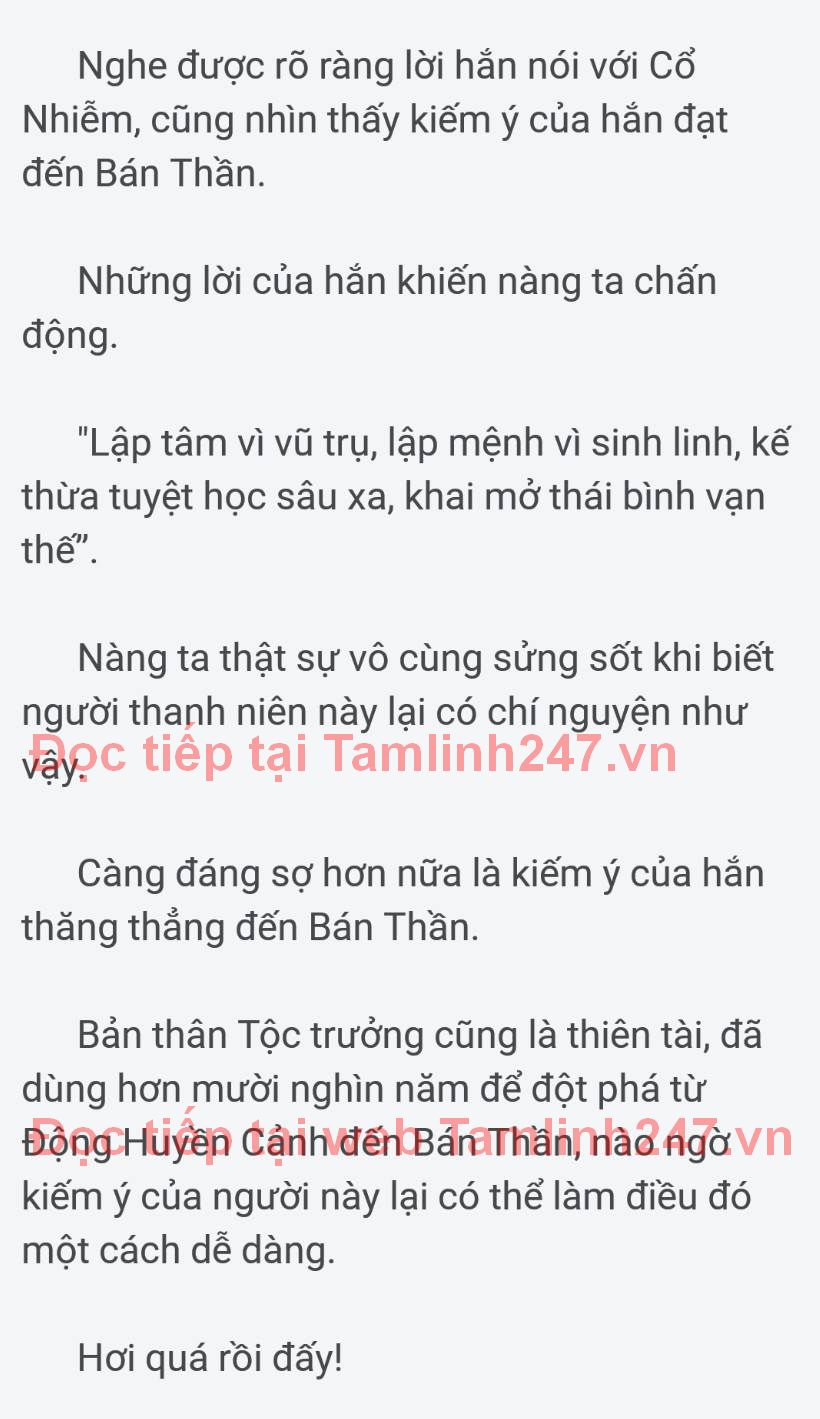 Nghe được rõ ràng lời hắn nói với Cổ
Nhiễm, cũng nhìn thấy kiếm ý của hắn đạt
đến Bán Thần.
Những lời của hắn khiến nàng ta chấn
động.
"Lập tâm vì vũ trụ, lập mệnh vì sinh linh, kế
thừa tuyệt học sâu xa, khai mở thái bình vạn
thế”.
Nàng ta thật sự vô cùng sửng sốt khi biết
người thanh niên này lại có chí nguyện như
Đọc tiếp tại Tamlinh247.vn
vậy.
Càng đáng sợ hơn nữa là kiếm ý của hắn
thăng thẳng đến Bán Thần.
Bản thân Tộc trưởng cũng là thiên tài, đã
dùng hơn mười nghìn năm để đột phá từ
Đọc tiếp tại web Tamlinh247.vn
Động Huyền Cảnh đến Bán Thần, nào ngờ
kiếm ý của người này lại có thể làm điều đó
một cách dễ dàng.
Hơi quá rồi đấy!